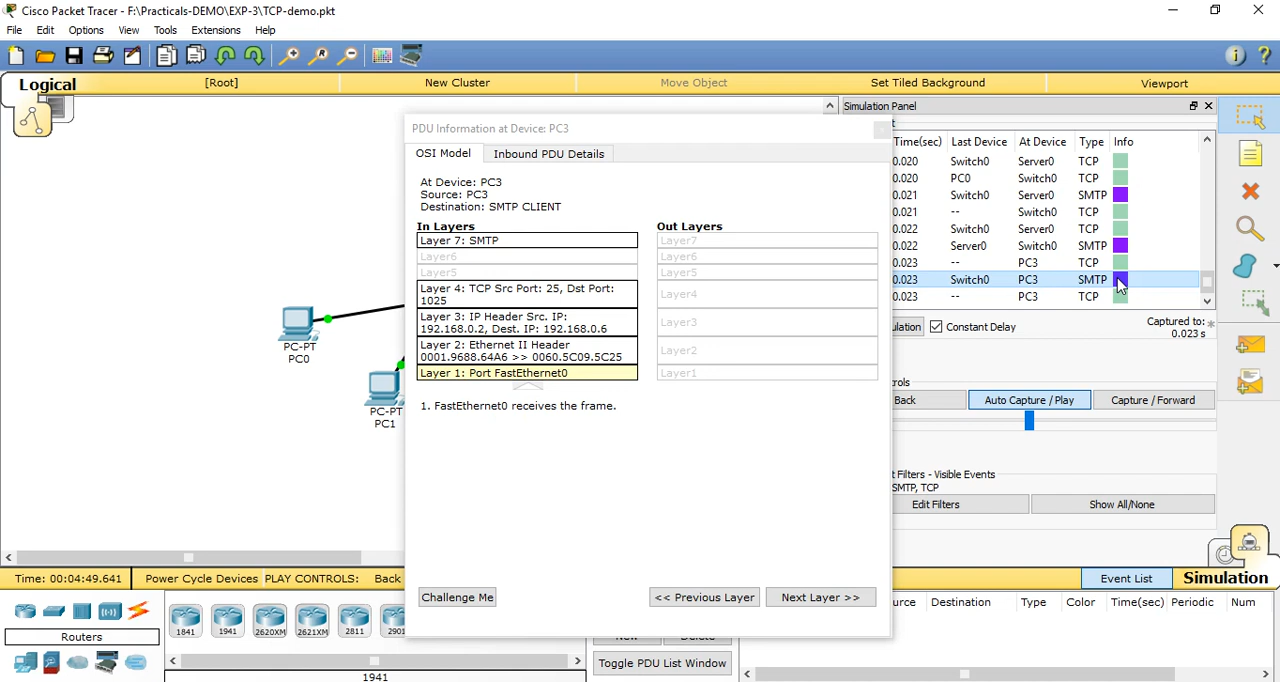 Cisco Packet Tracer - F:\Practicals-DEMO\EXP-3\TCP-demo.pkt
File Edit Options View Tools Extensions Help
Logical [Root] New Cluster Move Object Set Tiled Background Viewport
Simulation Panel
PDU Information at Device: PC3
OSI Model Inbound PDU Details
At Device: PC3
Source: PC3
Destination: SMTP CLIENT
In Layers Out Layers
Layer 7: SMTP Layer7
Layer6 Layer6
Layer5 Layer5
Layer 4: TCP Src Port: 25, Dst Port: 1025 Layer4
Layer 3: IP Header Src. IP: 192.168.0.2, Dest. IP: 192.168.0.6 Layer3
Layer 2: Ethernet II Header 0001.9688.64A6 >> 0060.5C09.5C25 Layer2
Layer 1: Port FastEthernet0 Layer1
1. FastEthernet0 receives the frame.
Challenge Me << Previous Layer Next Layer >>
Time(sec) Last Device At Device Type Info
0.020 Switch0 Server0 TCP
0.020 PC0 Switch0 TCP
0.021 Switch0 Server0 SMTP
0.021 -- Switch0 TCP
0.022 Switch0 Server0 TCP
0.022 Server0 Switch0 SMTP
0.023 -- PC3 TCP
0.023 Switch0 PC3 SMTP
0.023 -- PC3 TCP
Constant Delay Captured to:
0.023 s
Back Auto Capture / Play Capture / Forward
Filters - Visible Events
SMTP, TCP
Edit Filters Show All/None
PC-PT
PC0
PC-PT
PC1
Time: 00:04:49.641 Power Cycle Devices PLAY CONTROLS: Back
Event List Simulation
Routers
1841 1941 2620XM 2621XM 2811 2901
1941
New Delete
Toggle PDU List Window
Destination Type Color Time(sec) Periodic Num